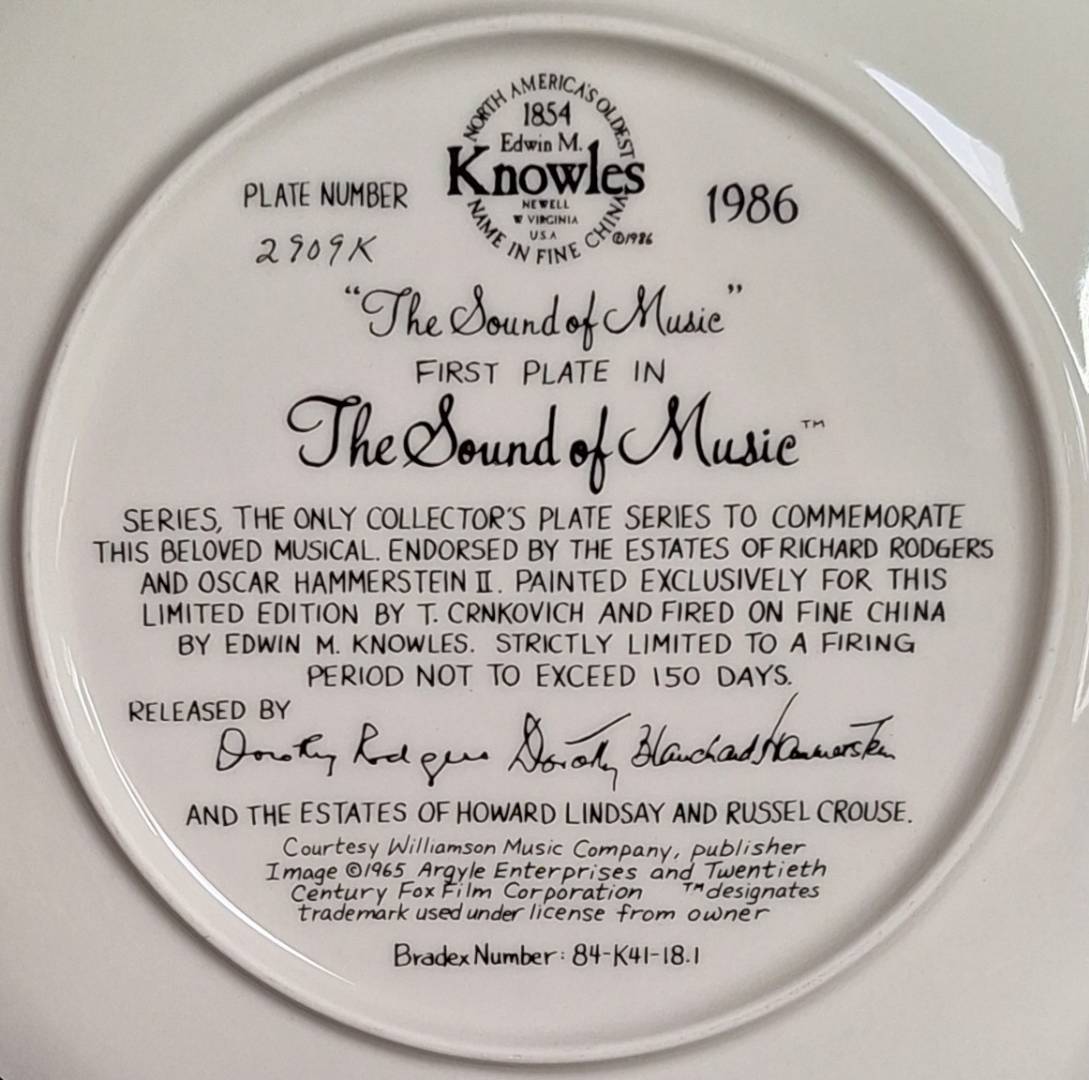 NORTH AMERICA'S OLDEST
1854
Edwin M.
Knowles
NEWELL
W VIRGINIA
U.S.A
NAME IN FINE CHINA
©1986
PLATE NUMBER
2909K
1986
"The Sound of Music"
FIRST PLATE IN
The Sound of Music™
SERIES, THE ONLY COLLECTOR'S PLATE SERIES TO COMMEMORATE
THIS BELOVED MUSICAL. ENDORSED BY THE ESTATES OF RICHARD RODGERS
AND OSCAR HAMMERSTEIN II. PAINTED EXCLUSIVELY FOR THIS
LIMITED EDITION BY T. CRNKOVICH AND FIRED ON FINE CHINA
BY EDWIN M. KNOWLES. STRICTLY LIMITED TO A FIRING
PERIOD NOT TO EXCEED 150 DAYS.
RELEASED BY
Dorothy Rodgers Dorothy Blanchard Hammerstein
AND THE ESTATES OF HOWARD LINDSAY AND RUSSEL CROUSE.
Courtesy Williamson Music Company, publisher
Image ©1965 Argyle Enterprises and Twentieth
Century Fox Film Corporation ™designates
trademark used under license from owner
Bradex Number: 84-K41-18.1